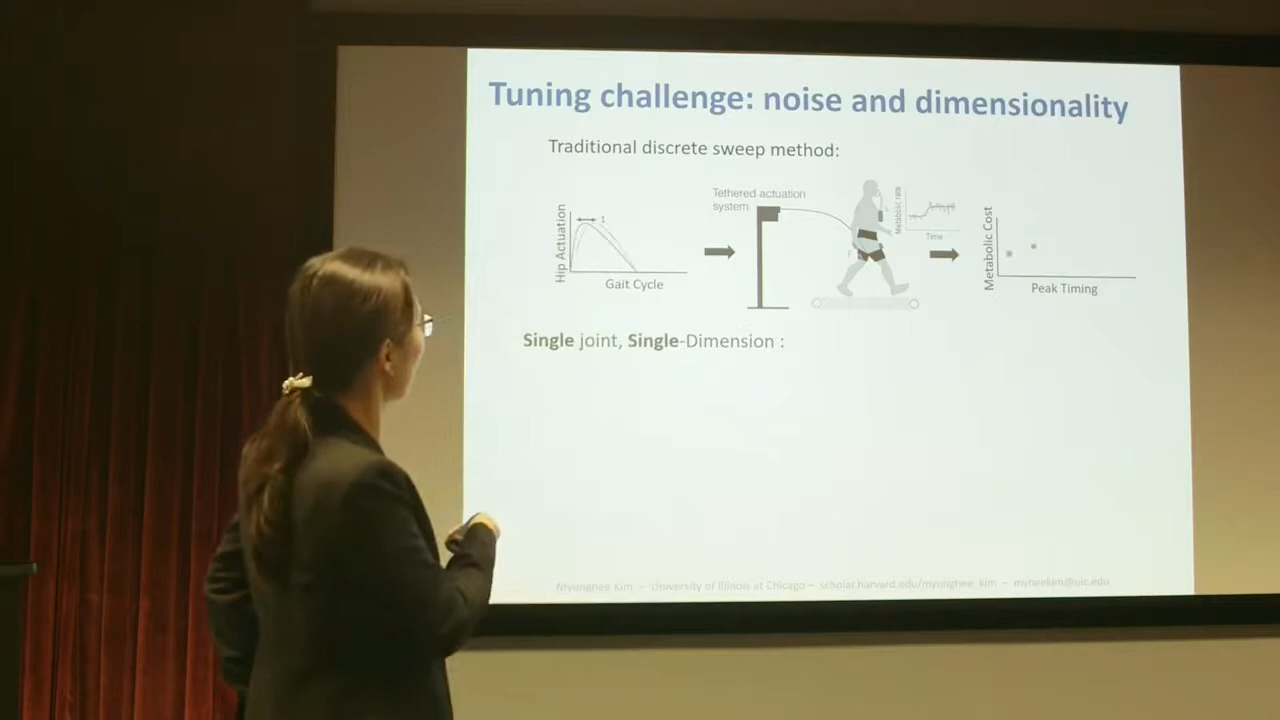 Tuning challenge: noise and dimensionality
Traditional discrete sweep method:
Hip Actuation
1
Gait Cycle
Tethered actuation
system
Metabolic rate
Time
Metabolic Cost
Peak Timing
Single joint, Single-Dimension :
Myunghee Kim – University of Illinois at Chicago – scholar.harvard.edu/myunghee_kim – myheekim@uic.edu